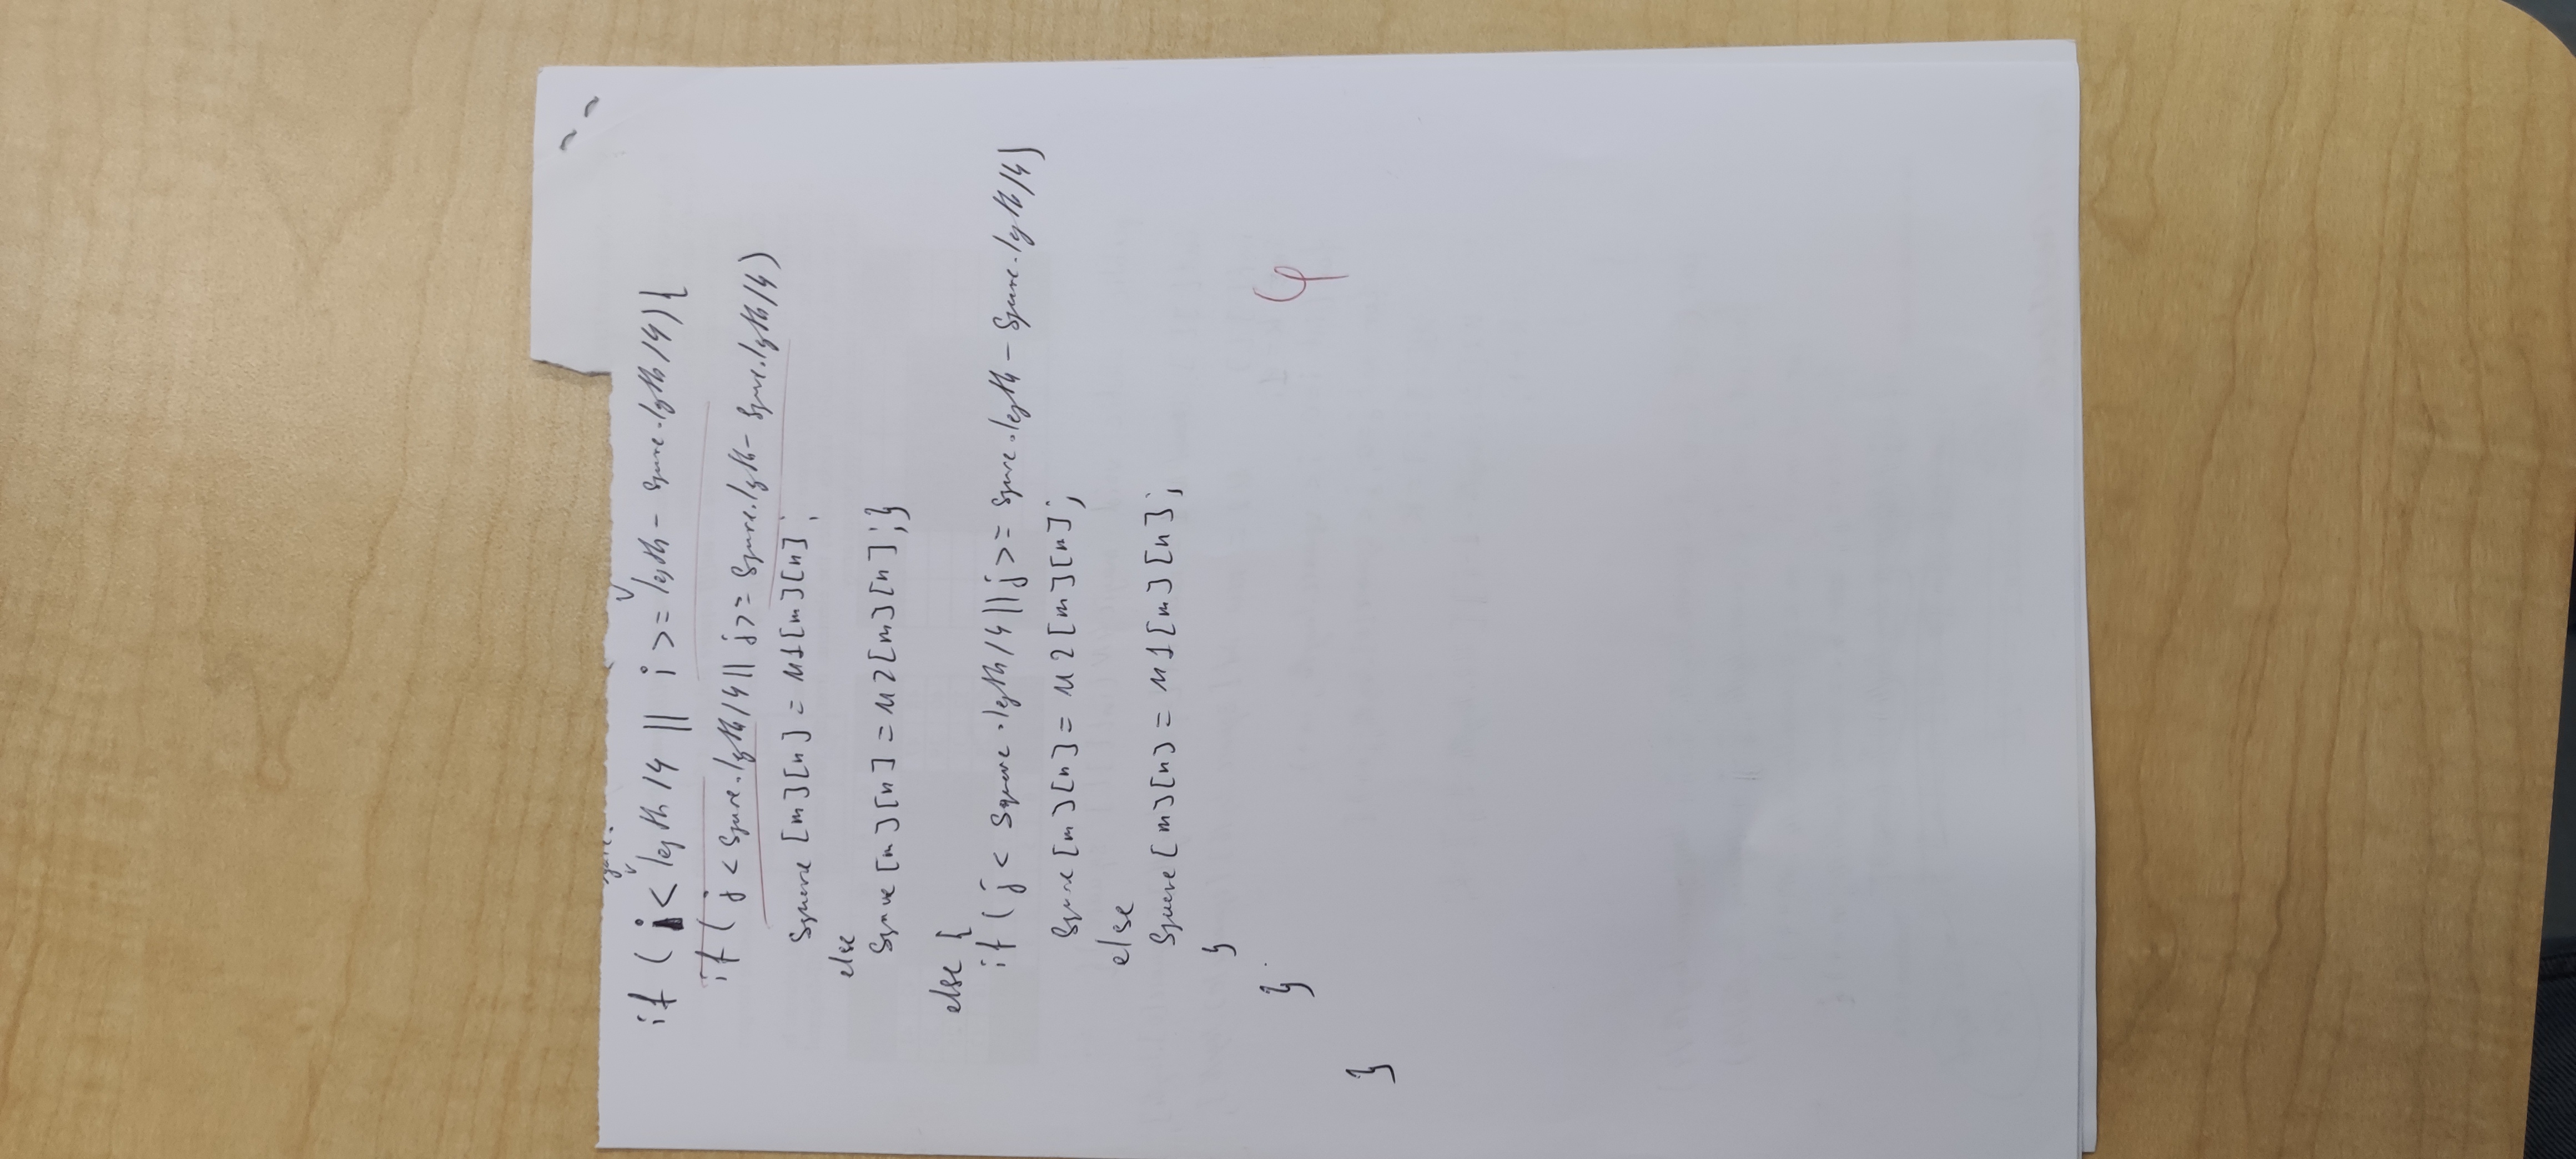 square.
if (i < length/4 || i >= length - square.length/4){
if (j < square.length/4 || j >= square.length - square.length/4)
square[m][n] = M1[m][n];
else
square[m][n] = M2[m][n];}
else {
if (j < square.length/4 || j >= square.length - square.length/4)
square[m][n] = M2[m][n];
else
square[m][n] = M1[m][n];
}
}
}